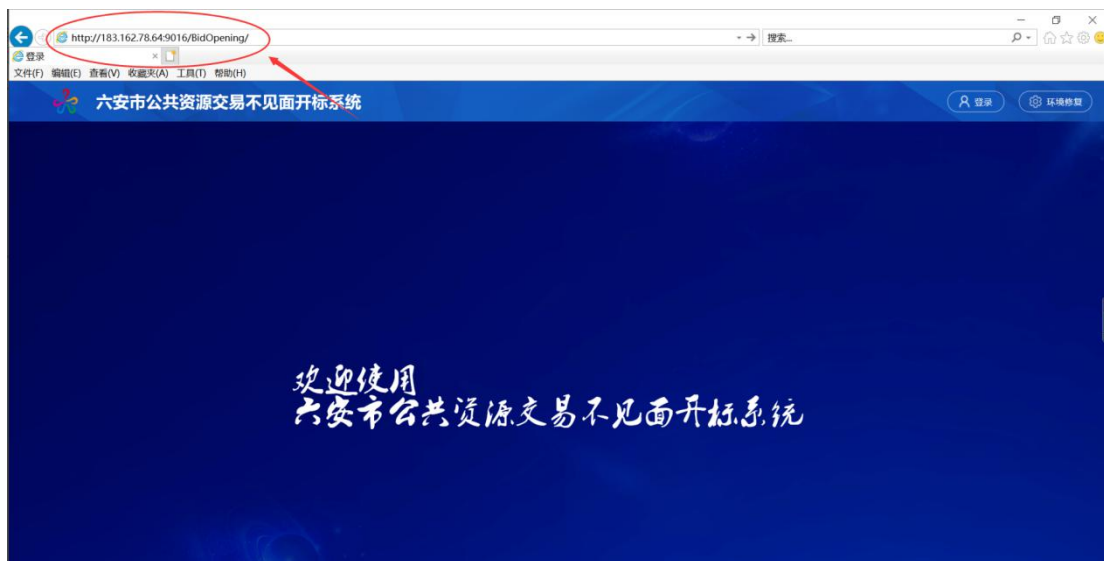 http://183.162.78.64:9016/BidOpening/
搜索...
登录
文件(F) 编辑(E) 查看(V) 收藏夹(A) 工具(T) 帮助(H)
六安市公共资源交易不见面开标系统
登录
环境修复
欢迎使用
六安市公共资源交易不见面开标系统